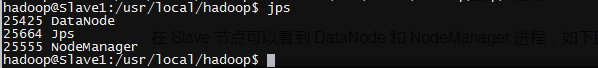 hadoop@Slave1:/usr/local/hadoop$ jps
25425 DataNode
25664 Jps
在 Slave 节点可以看到 DataNode 和 NodeManager 进程，如下
25555 NodeManager
hadoop@Slave1:/usr/local/hadoop$